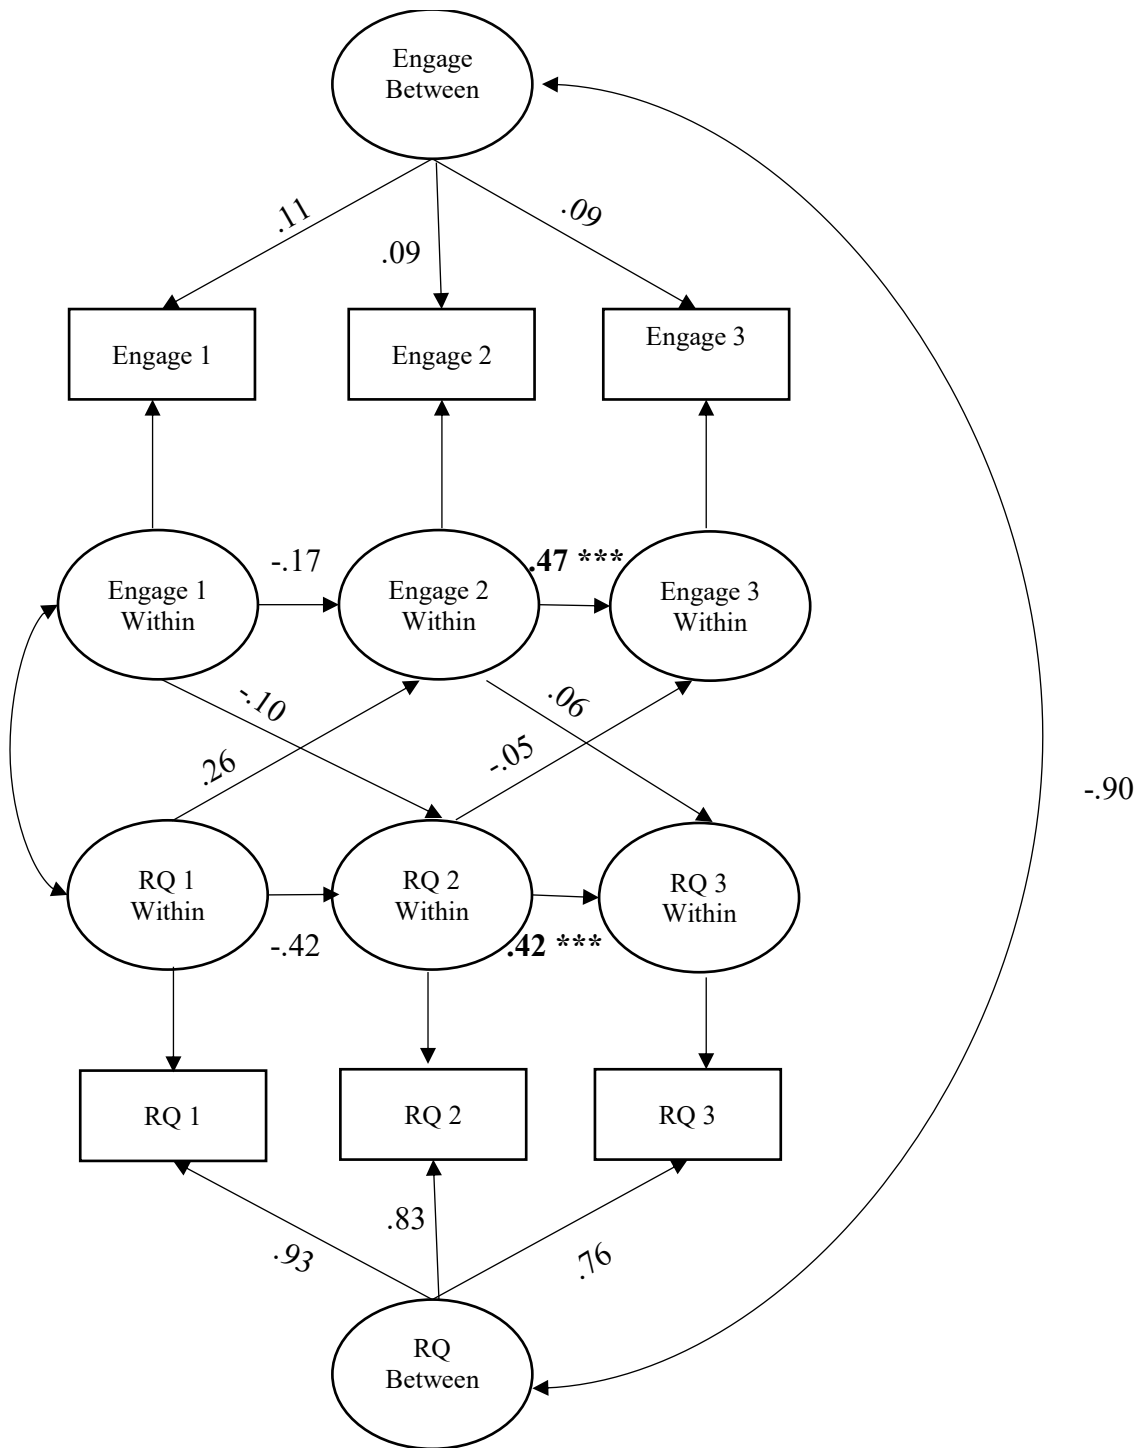 Engage
Between
.11
.09
.09
Engage 1
Engage 2
Engage 3
-.17
.47 ***
Engage 1
Within
Engage 2
Within
Engage 3
Within
-.10
.06
.26
-.05
-.90
RQ 1
Within
RQ 2
Within
RQ 3
Within
-.42
.42 ***
RQ 1
RQ 2
RQ 3
.93
.83
.76
RQ
Between